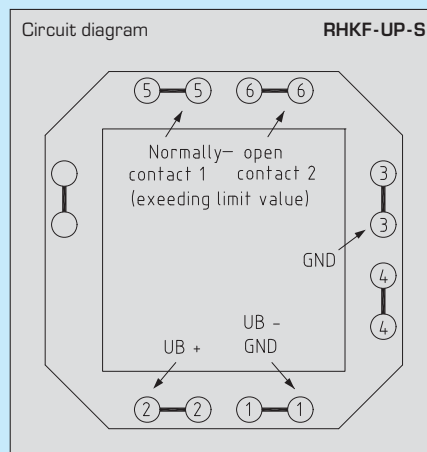 Circuit diagram RHKF-UP-S
5 5 6 6
Normally– open
contact 1 contact 2
(exeeding limit value)
3
3
GND
4
4
UB –
UB + GND
2 2 1 1